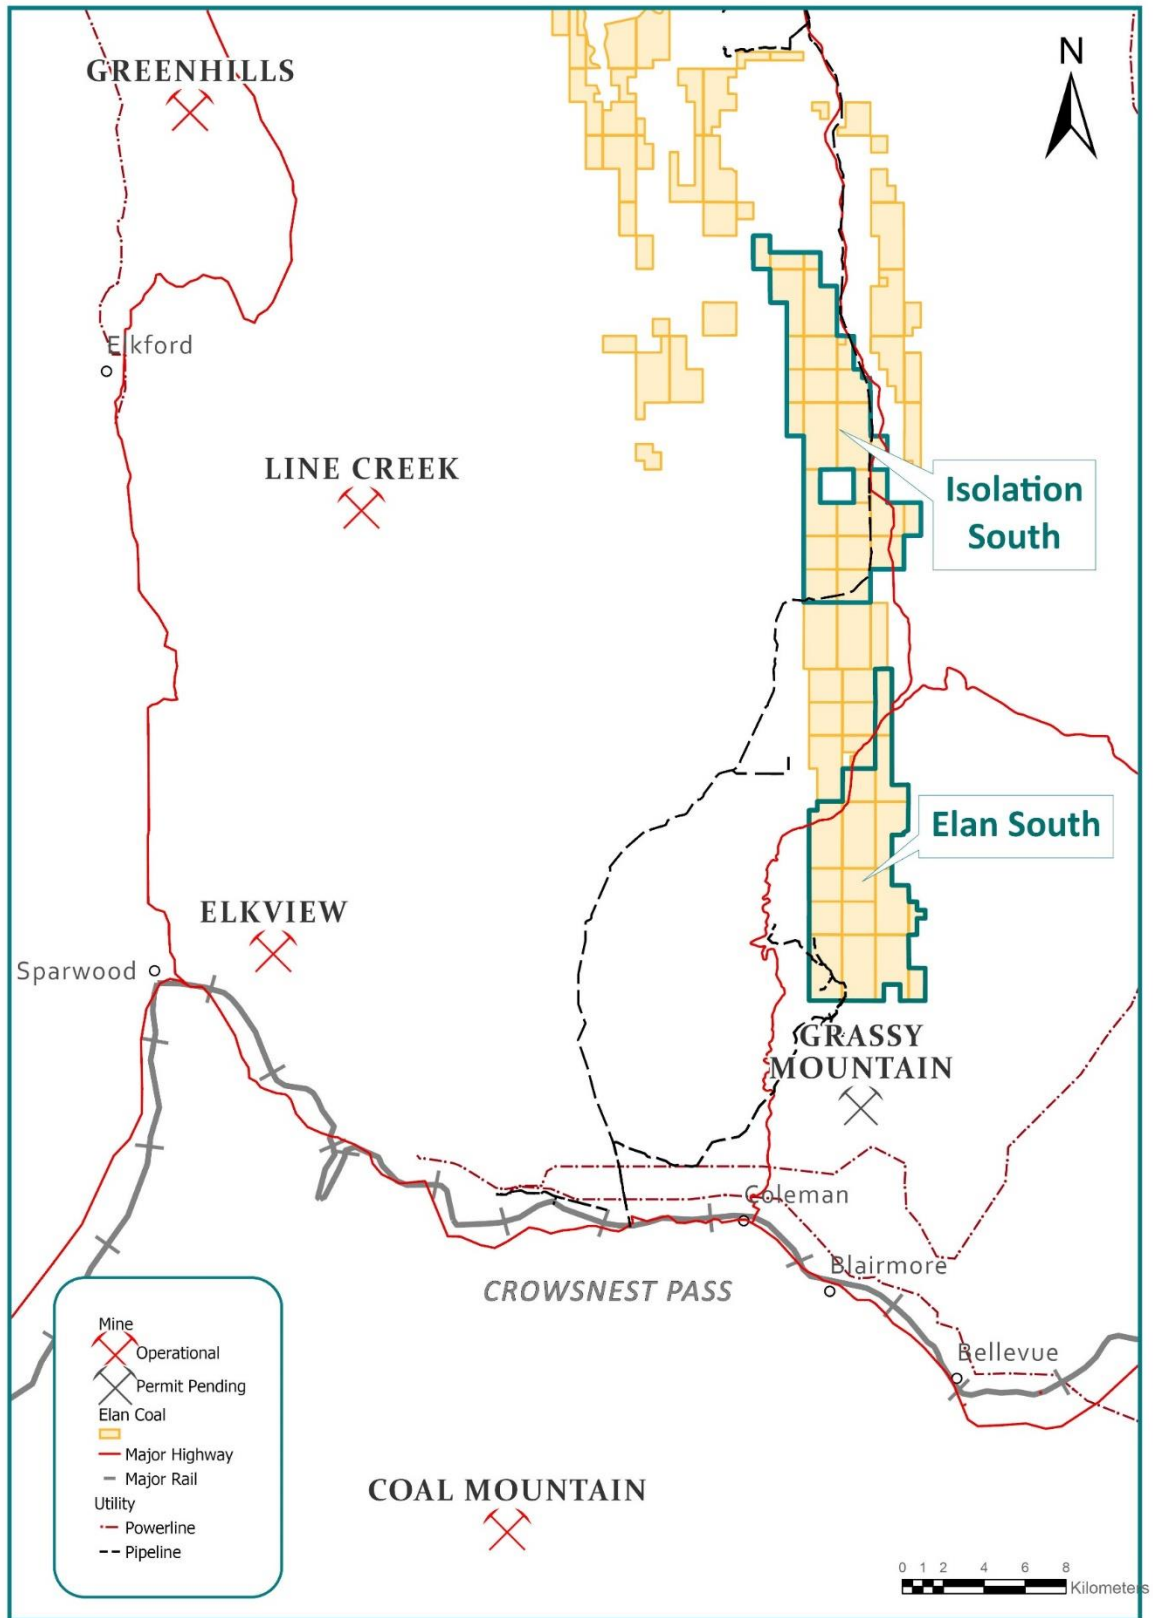 N
GREENHILLS
Elkford
LINE CREEK
Isolation
South
Elan South
ELKVIEW
Sparwood
GRASSY
MOUNTAIN
Coleman
Blairmore
CROWSNEST PASS
Bellevue
Mine
Operational
Permit Pending
Elan Coal
Major Highway
Major Rail
Utility
Powerline
Pipeline
COAL MOUNTAIN
0 1 2 4 6 8
Kilometers